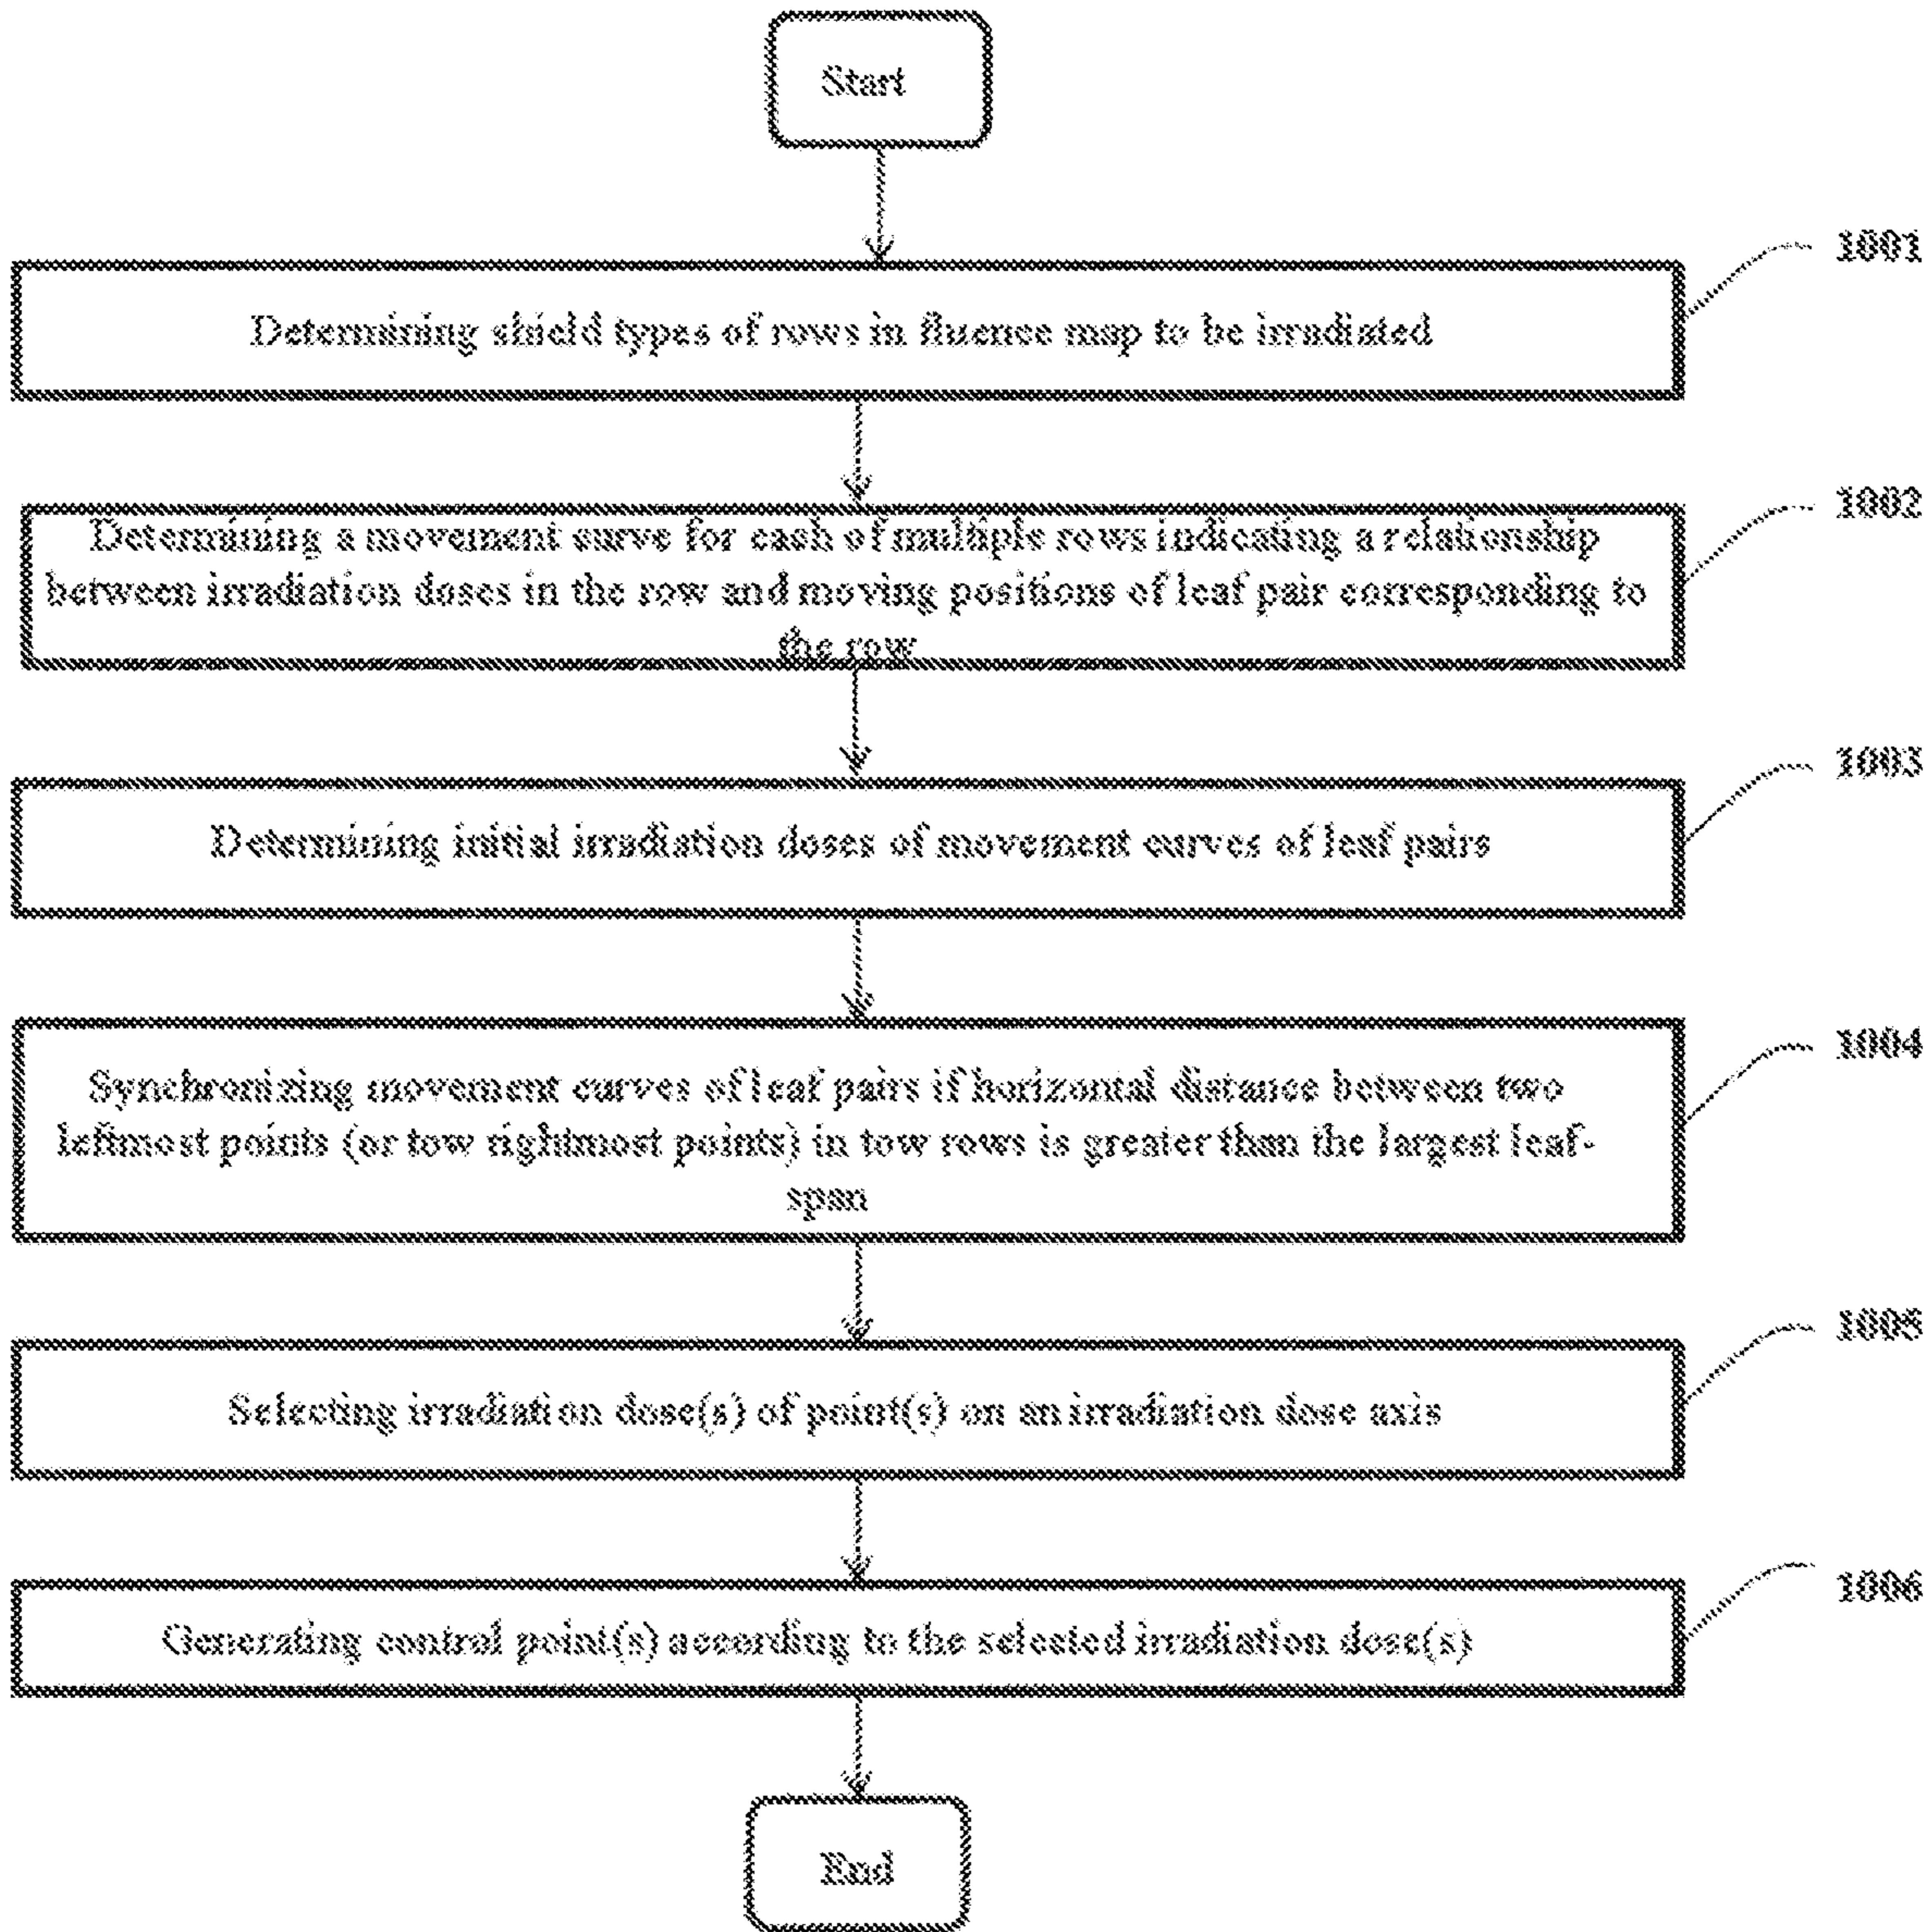 Start
1001
Determining shield types of rows in fluence map to be irradiated
1002
Determining a movement curve for cash of multiple rows indicating a relationship
between irradiation doses in the row and moving positions of leaf pair corresponding to
the row
1003
Determining initial irradiation doses of movement curves of leaf pairs
1004
Synchronizing movement curves of leaf pairs if horizontal distance between two
leftmost points (or tow rightmost points) in tow rows is greater than the largest leaf-
span
1005
Selecting irradiation dose(s) of point(s) on an irradiation dose axis
1006
Generating control point(s) according to the selected irradiation dose(s)
End